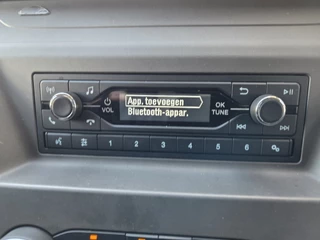 App. toevoegen
Bluetooth-appar.
VOL
OK
TUNE
1
2
3
4
5
6